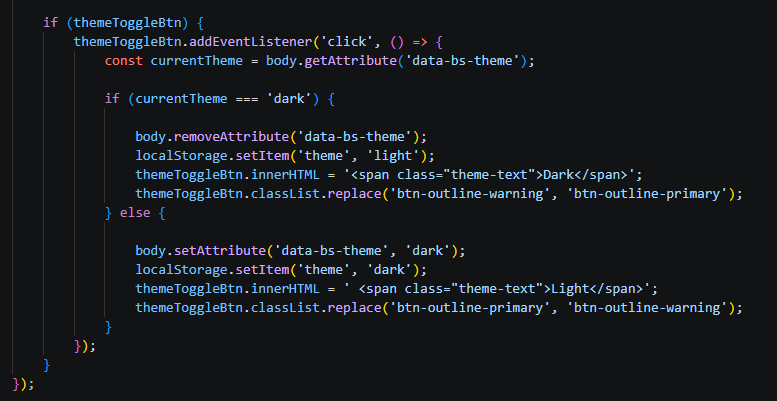 if (themeToggleBtn) {
themeToggleBtn.addEventListener('click', () => {
const currentTheme = body.getAttribute('data-bs-theme');
if (currentTheme === 'dark') {
body.removeAttribute('data-bs-theme');
localStorage.setItem('theme', 'light');
themeToggleBtn.innerHTML = '<span class="theme-text">Dark</span>';
themeToggleBtn.classList.replace('btn-outline-warning', 'btn-outline-primary');
} else {
body.setAttribute('data-bs-theme', 'dark');
localStorage.setItem('theme', 'dark');
themeToggleBtn.innerHTML = ' <span class="theme-text">Light</span>';
themeToggleBtn.classList.replace('btn-outline-primary', 'btn-outline-warning');
}
});
}
});